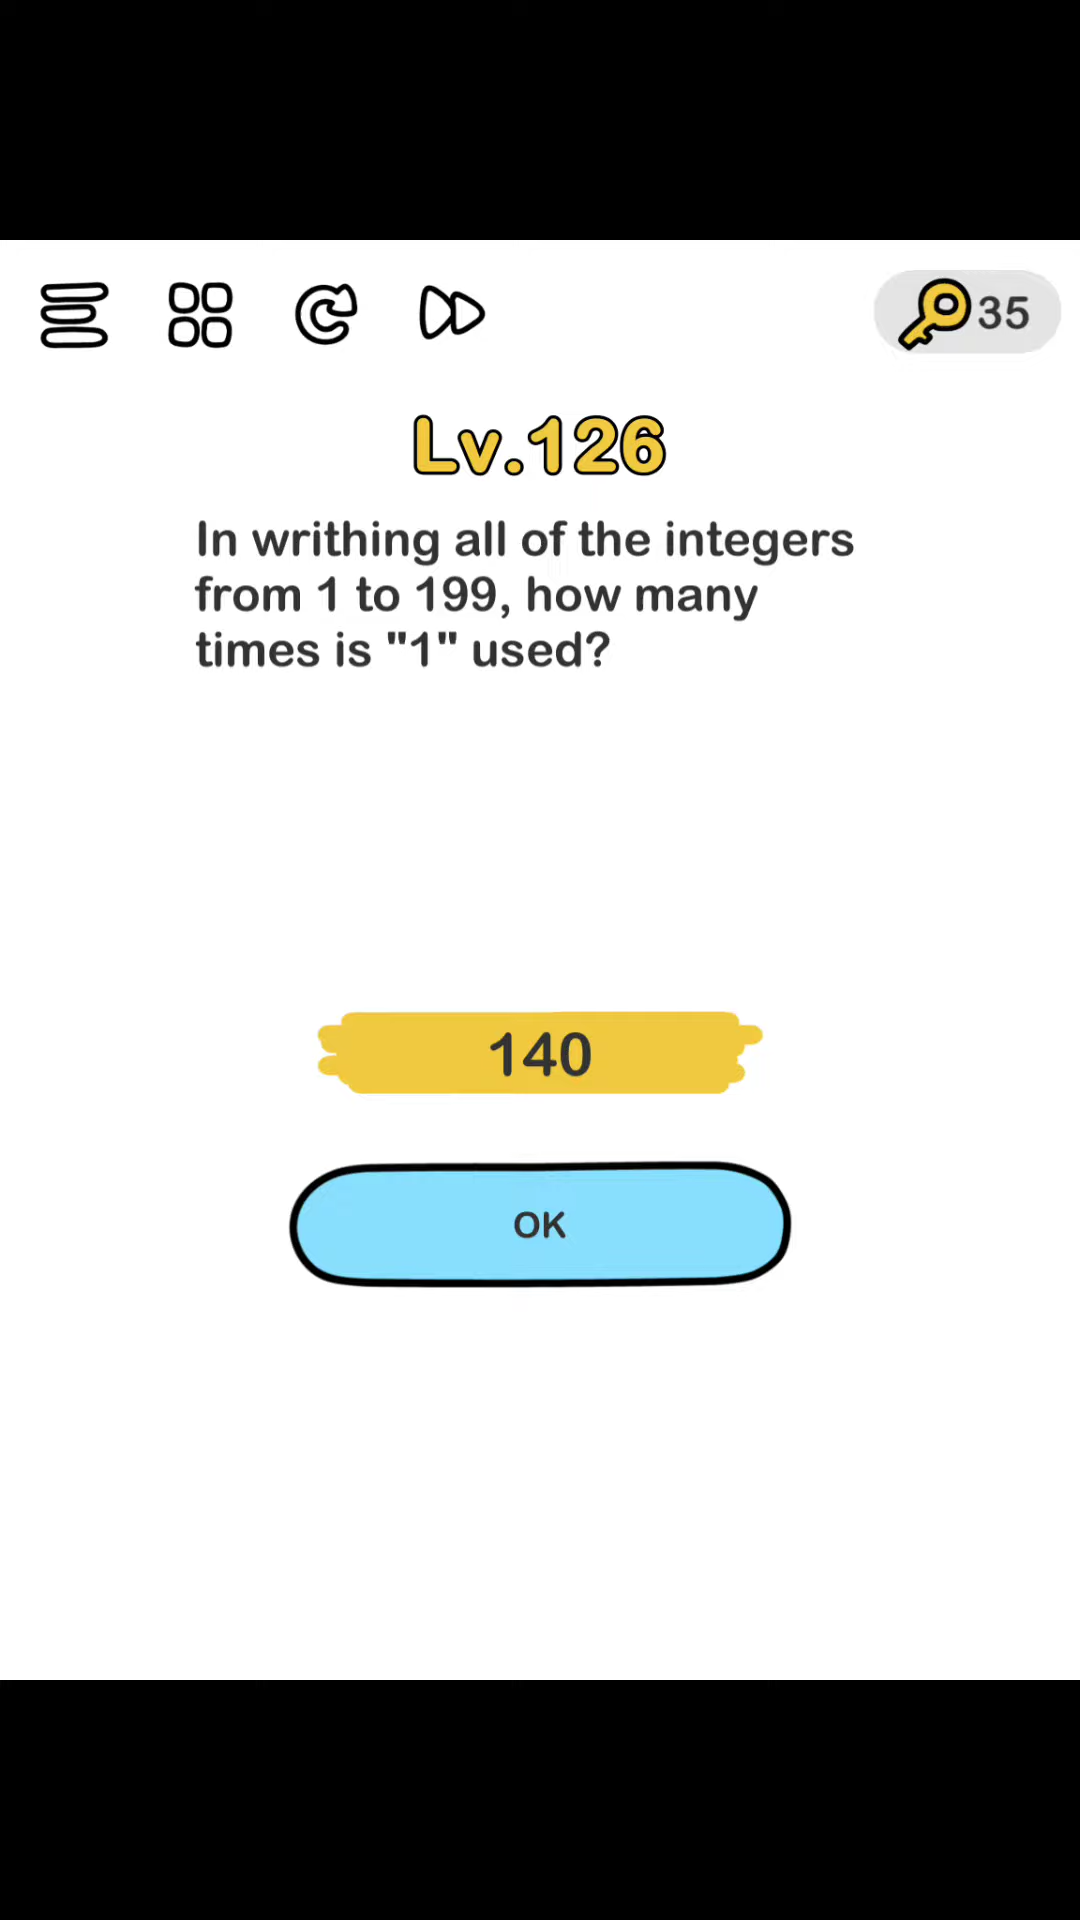 35
Lv.126
In writhing all of the integers
from 1 to 199, how many
times is "1" used?
140
OK